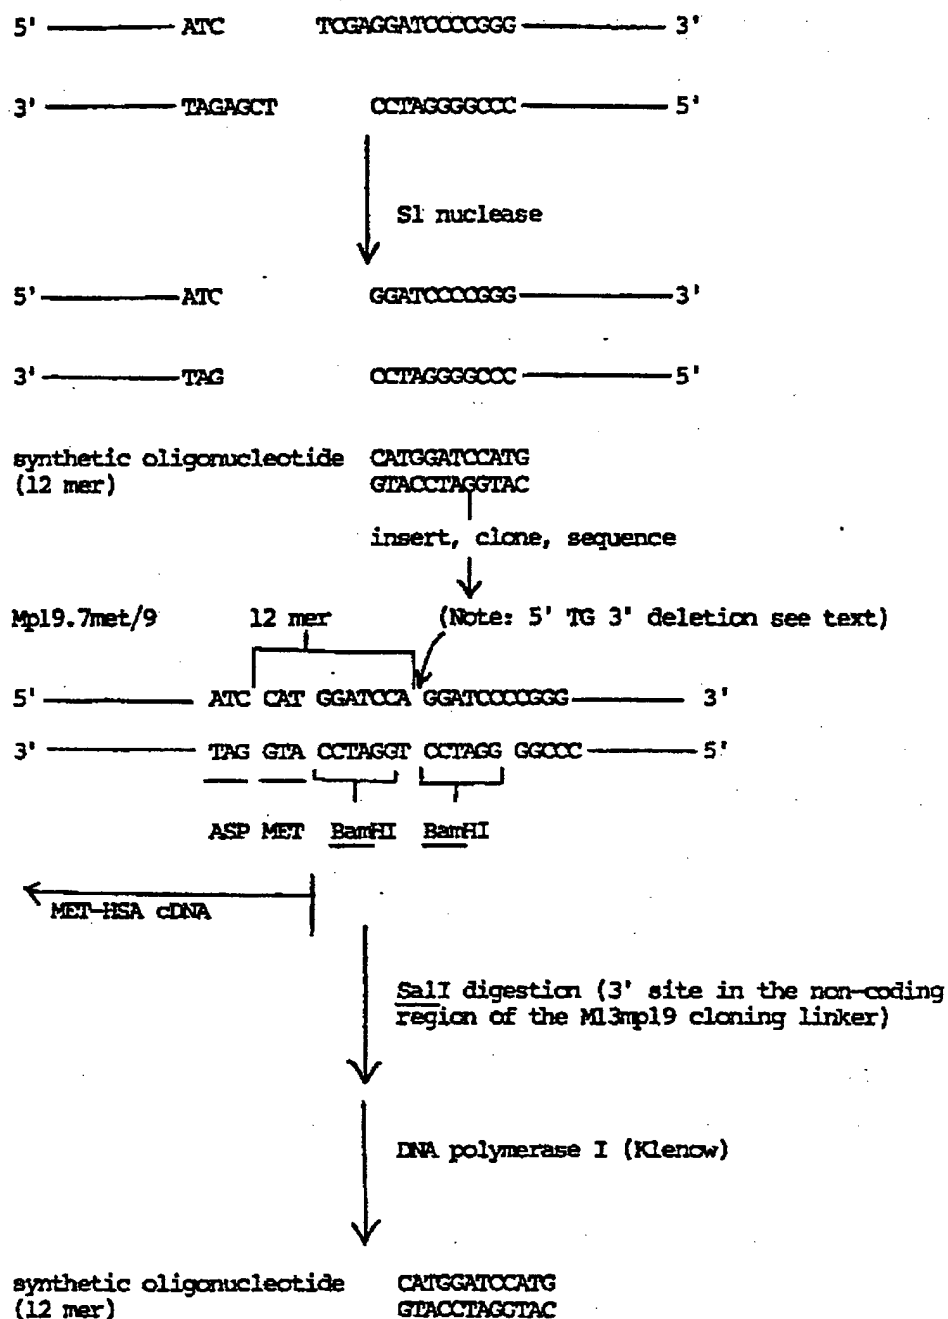 5' ATC TCGAGGATCCCCGGG 3'
3' TAGAGCT CCTAGGGGCCC 5'
S1 nuclease
5' ATC GGATCCCCGGG 3'
3' TAG CCTAGGGGCCC 5'
synthetic oligonucleotide CATGGATCCATG
(12 mer) GTACCTAGGTAC
insert, clone, sequence
Mp19.7met/9 12 mer (Note: 5' TG 3' deletion see text)
5' ATC CAT GGATCCA GGATCCCCGGG 3'
3' TAG GTA CCTAGGT CCTAGG GGCCC 5'
ASP MET BamHI BamHI
MET-HSA cDNA
SalI digestion (3' site in the non-coding
region of the M13mp19 cloning linker)
DNA polymerase I (Klenow)
synthetic oligonucleotide CATGGATCCATG
(12 mer) GTACCTAGGTAC